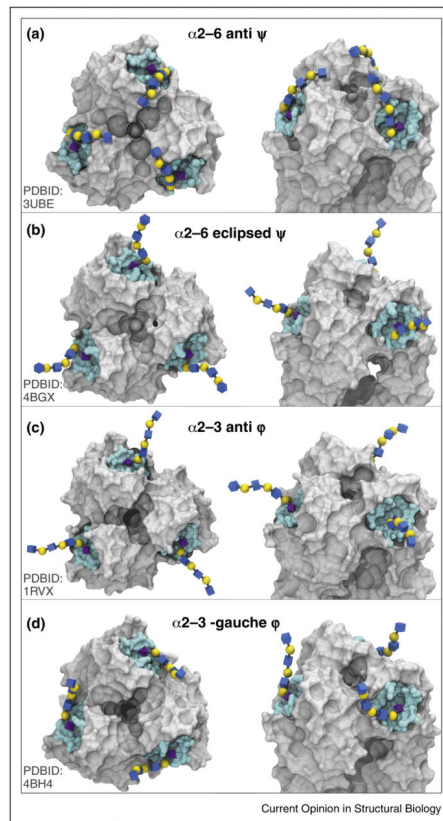 (a) α2–6 anti ψ
PDBID:
3UBE
(b) α2–6 eclipsed ψ
PDBID:
4BGX
(c) α2–3 anti φ
PDBID:
1RVX
(d) α2–3 -gauche φ
PDBID:
4BH4
Current Opinion in Structural Biology